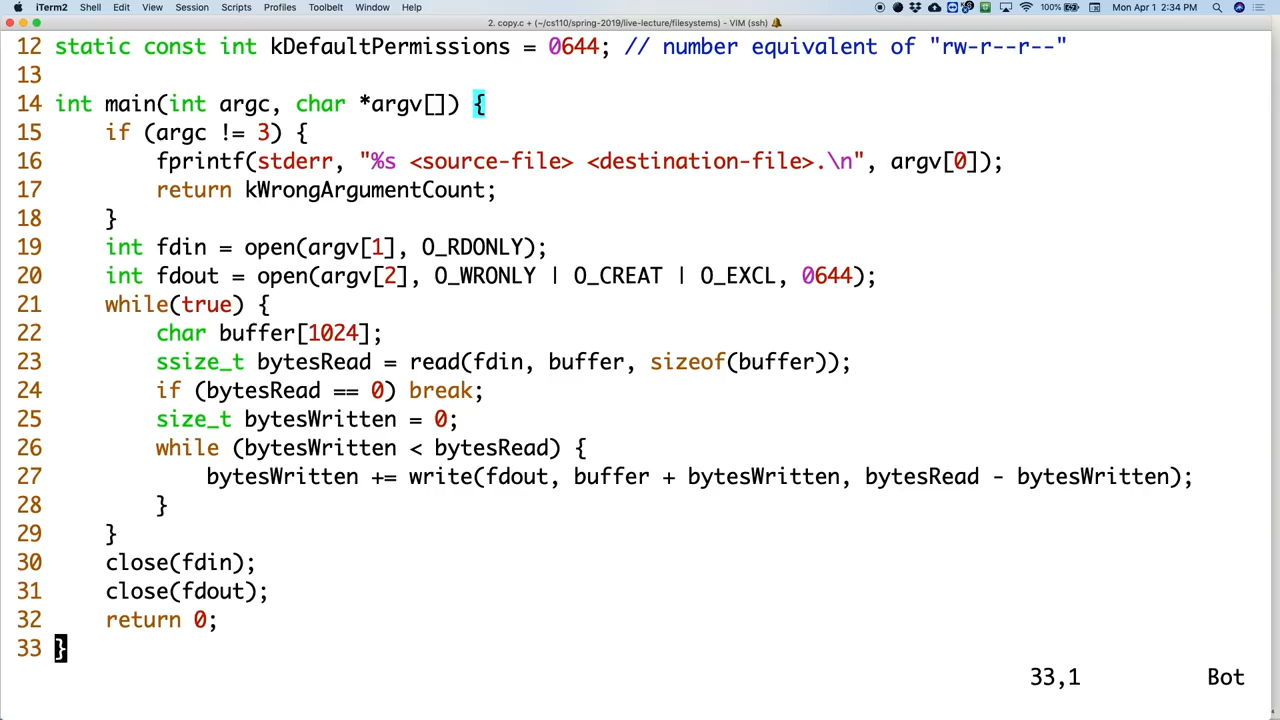 iTerm2 Shell Edit View Session Scripts Profiles Toolbelt Window Help 100% Mon Apr 1 2:34 PM
2. copy.c + (~/cs110/spring-2019/live-lecture/filesystems) - VIM (ssh)
12 static const int kDefaultPermissions = 0644; // number equivalent of "rw-r--r--"
13
14 int main(int argc, char *argv[]) {
15     if (argc != 3) {
16         fprintf(stderr, "%s <source-file> <destination-file>.\n", argv[0]);
17         return kWrongArgumentCount;
18     }
19     int fdin = open(argv[1], O_RDONLY);
20     int fdout = open(argv[2], O_WRONLY | O_CREAT | O_EXCL, 0644);
21     while(true) {
22         char buffer[1024];
23         ssize_t bytesRead = read(fdin, buffer, sizeof(buffer));
24         if (bytesRead == 0) break;
25         size_t bytesWritten = 0;
26         while (bytesWritten < bytesRead) {
27             bytesWritten += write(fdout, buffer + bytesWritten, bytesRead - bytesWritten);
28         }
29     }
30     close(fdin);
31     close(fdout);
32     return 0;
33 }
33,1 Bot